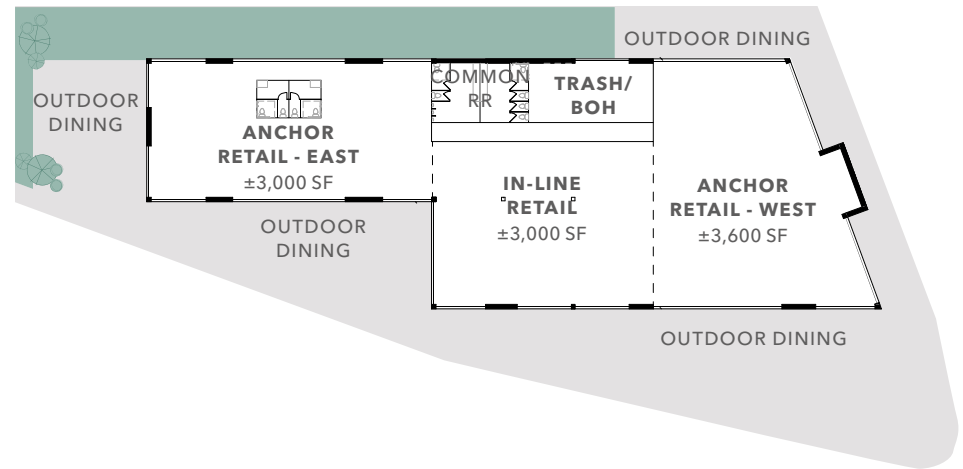 OUTDOOR DINING
OUTDOOR
DINING
COMMON
RR
TRASH/
BOH
ANCHOR
RETAIL - EAST
±3,000 SF
IN-LINE
RETAIL
±3,000 SF
ANCHOR
RETAIL - WEST
±3,600 SF
OUTDOOR
DINING
OUTDOOR DINING